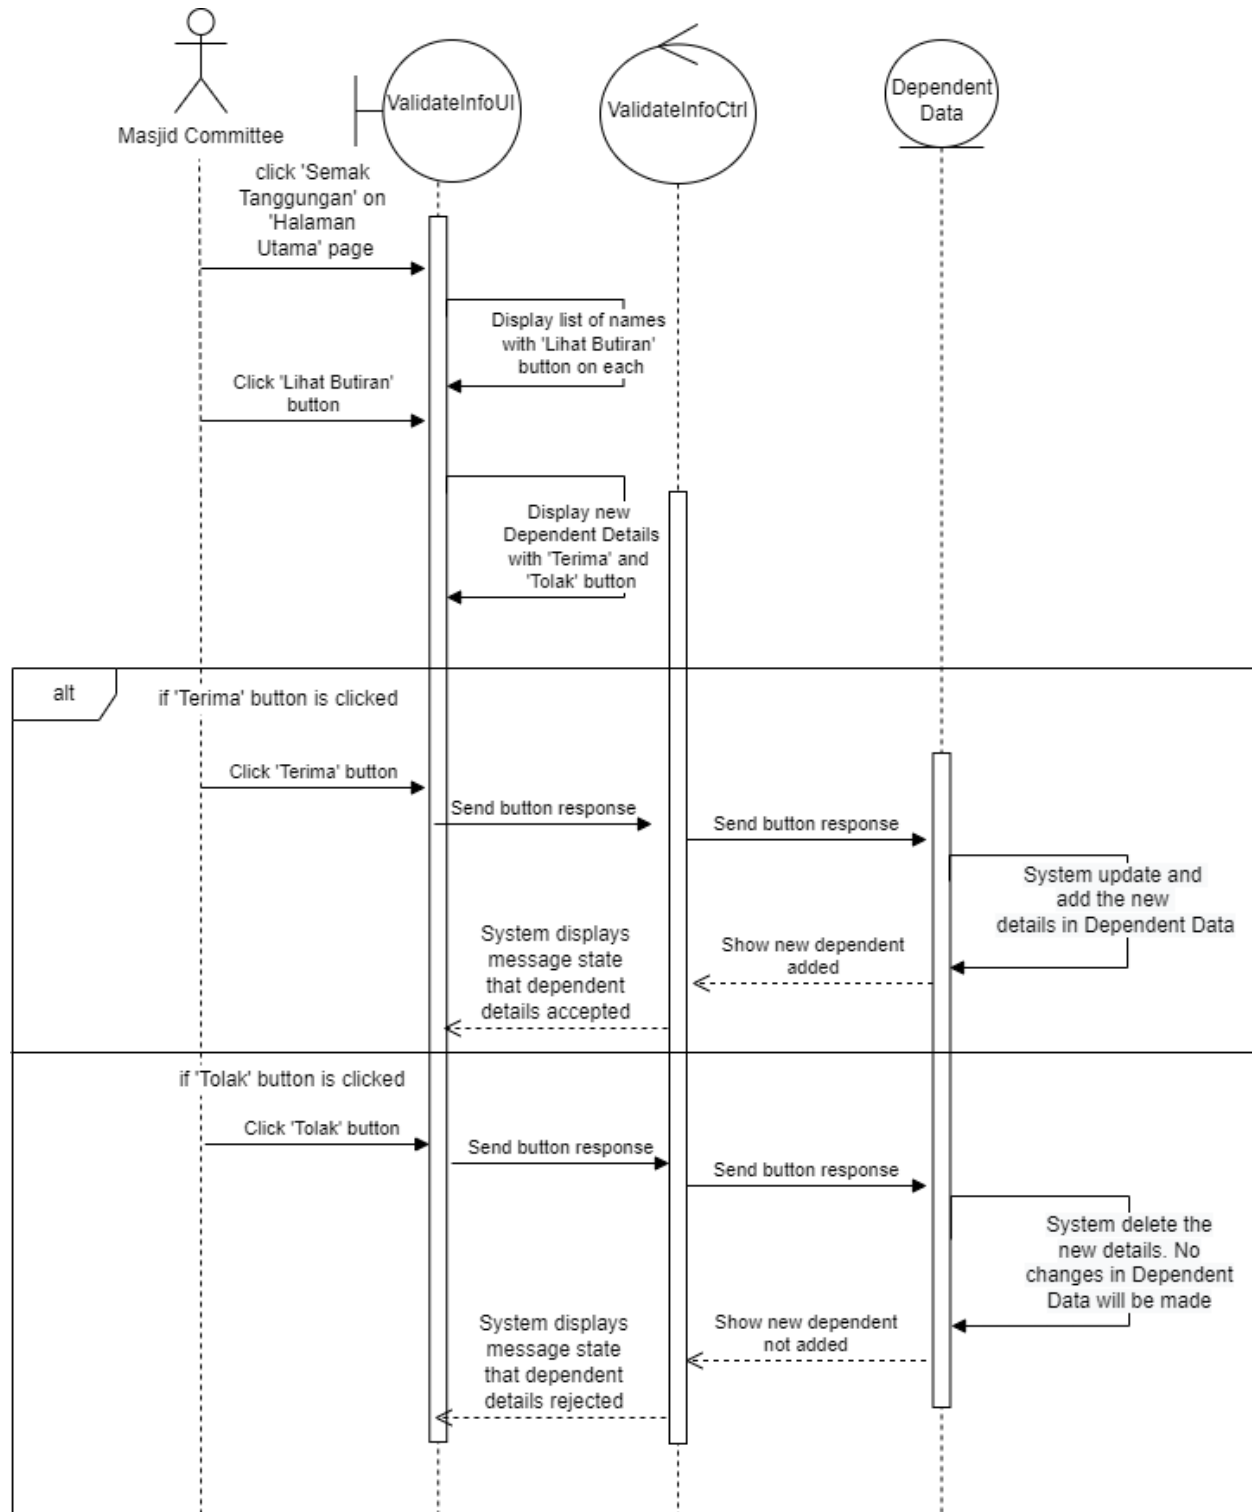 Masjid Committee
ValidateInfoUI
ValidateInfoCtrl
Dependent
Data
click 'Semak
Tanggungan' on
'Halaman
Utama' page
Display list of names
with 'Lihat Butiran'
button on each
Click 'Lihat Butiran'
button
Display new
Dependent Details
with 'Terima' and
'Tolak' button
alt
if 'Terima' button is clicked
Click 'Terima' button
Send button response
Send button response
System update and
add the new
details in Dependent Data
Show new dependent
added
System displays
message state
that dependent
details accepted
if 'Tolak' button is clicked
Click 'Tolak' button
Send button response
Send button response
System delete the
new details. No
changes in Dependent
Data will be made
Show new dependent
not added
System displays
message state
that dependent
details rejected